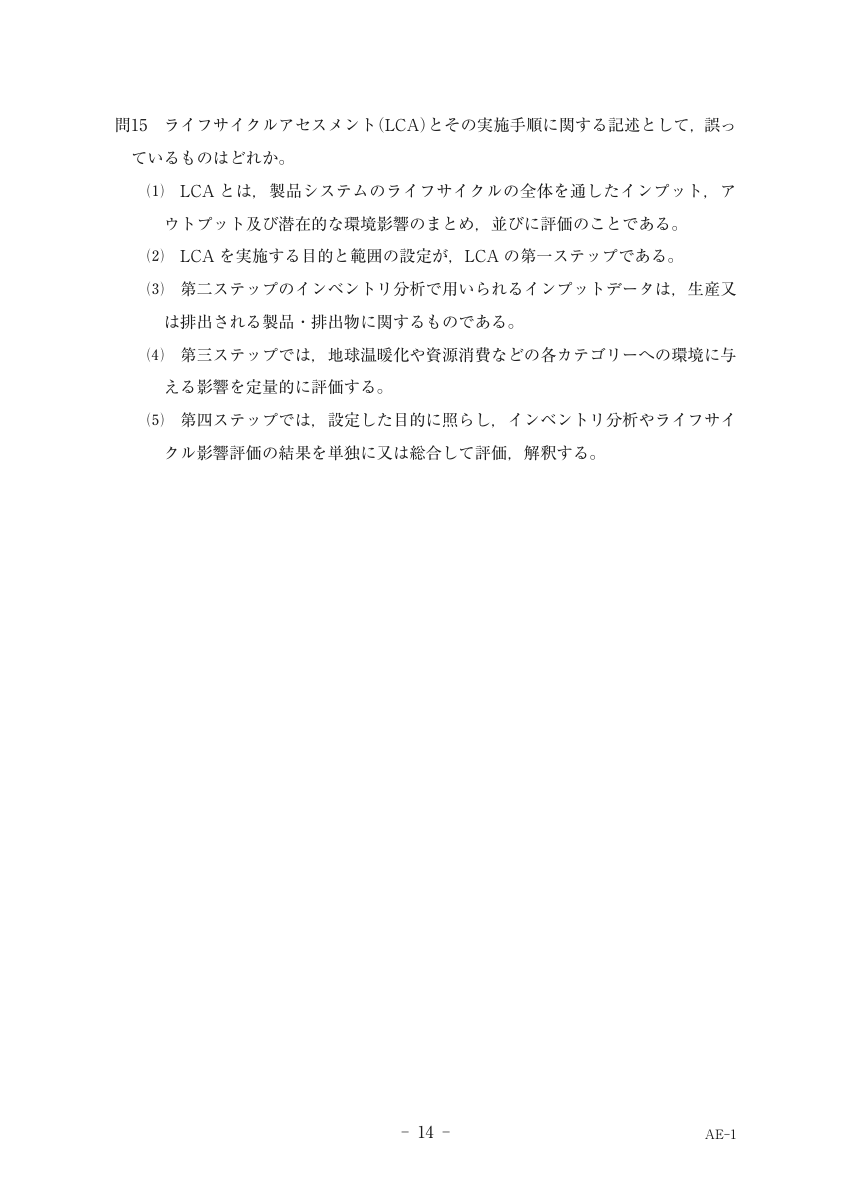 問15　ライフサイクルアセスメント(LCA)とその実施手順に関する記述として，誤っ
ているものはどれか。
(1)　LCA とは，製品システムのライフサイクルの全体を通したインプット，ア
ウトプット及び潜在的な環境影響のまとめ，並びに評価のことである。
(2)　LCA を実施する目的と範囲の設定が，LCA の第一ステップである。
(3)　第二ステップのインベントリ分析で用いられるインプットデータは，生産又
は排出される製品・排出物に関するものである。
(4)　第三ステップでは，地球温暖化や資源消費などの各カテゴリーへの環境に与
える影響を定量的に評価する。
(5)　第四ステップでは，設定した目的に照らし，インベントリ分析やライフサイ
クル影響評価の結果を単独に又は総合して評価，解釈する。
- 14 -
AE-1